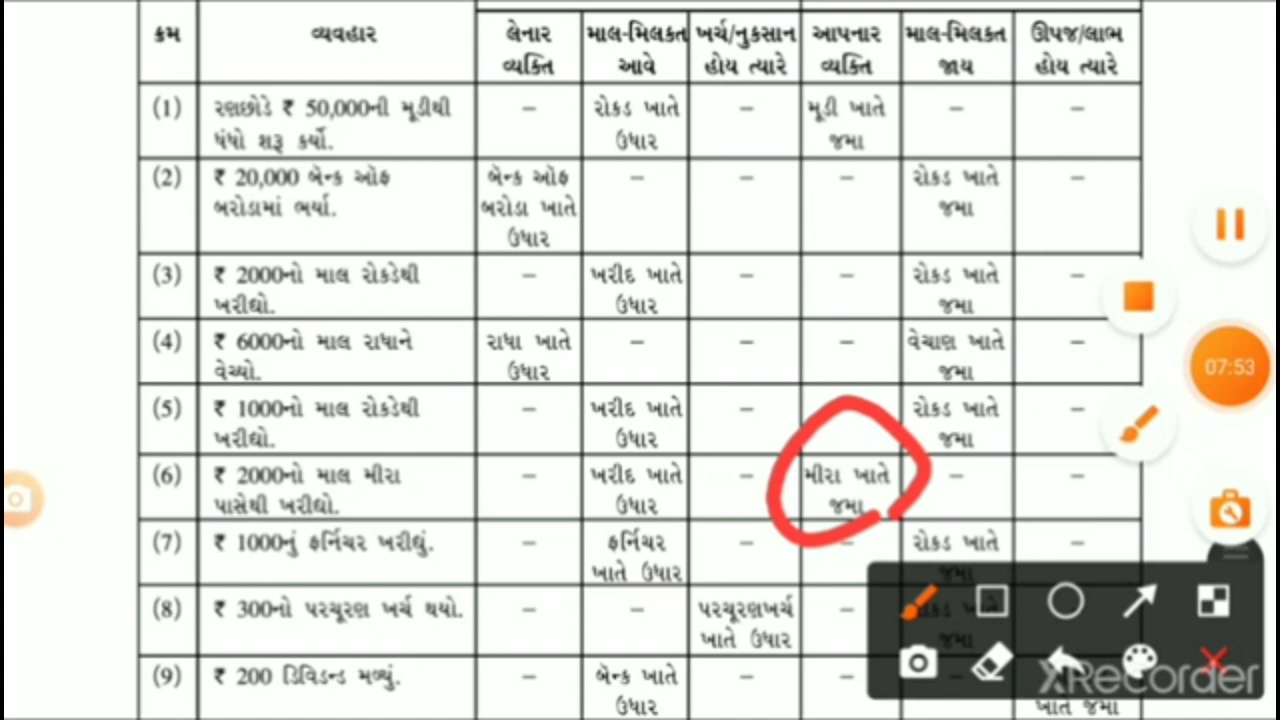 ક્રમ વ્યવહાર લેનાર માલ-મિલકત ખર્ચ/નુકસાન આપનાર માલ-મિલકત ઊપજ/લાભ
વ્યક્તિ આવે હોય ત્યારે વ્યક્તિ જાય હોય ત્યારે
(1) રણછોડે ₹ 50,000ની મૂડીથી – રોકડ ખાતે – મૂડી ખાતે – –
ધંધો શરૂ કર્યો. ઉધાર જમા
(2) ₹ 20,000 બૅન્ક ઑફ બૅન્ક ઑફ – – – રોકડ ખાતે –
બરોડામાં ભર્યા. બરોડા ખાતે જમા
ઉધાર
(3) ₹ 2000નો માલ રોકડેથી – ખરીદ ખાતે – – રોકડ ખાતે –
ખરીદ્યો. ઉધાર જમા
(4) ₹ 6000નો માલ રાધાને રાધા ખાતે – – – વેચાણ ખાતે –
વેચ્યો. ઉધાર જમા
(5) ₹ 1000નો માલ રોકડેથી – ખરીદ ખાતે – રોકડ ખાતે –
ખરીદ્યો. ઉધાર જમા
(6) ₹ 2000નો માલ મીરા – ખરીદ ખાતે – મીરા ખાતે – –
પાસેથી ખરીદ્યો. ઉધાર જમા
(7) ₹ 1000નું ફર્નિચર ખરીદ્યું. – ફર્નિચર – – રોકડ ખાતે –
ખાતે ઉધાર જમા
(8) ₹ 300નો પરચૂરણ ખર્ચ થયો. – – પરચૂરણખર્ચ – રોકડ ખાતે
ખાતે ઉધાર જમા
(9) ₹ 200 ડિવિડન્ડ મળ્યું. – બૅન્ક ખાતે – – –
ઉધાર ખાતે જમા
07:53
XRecorder